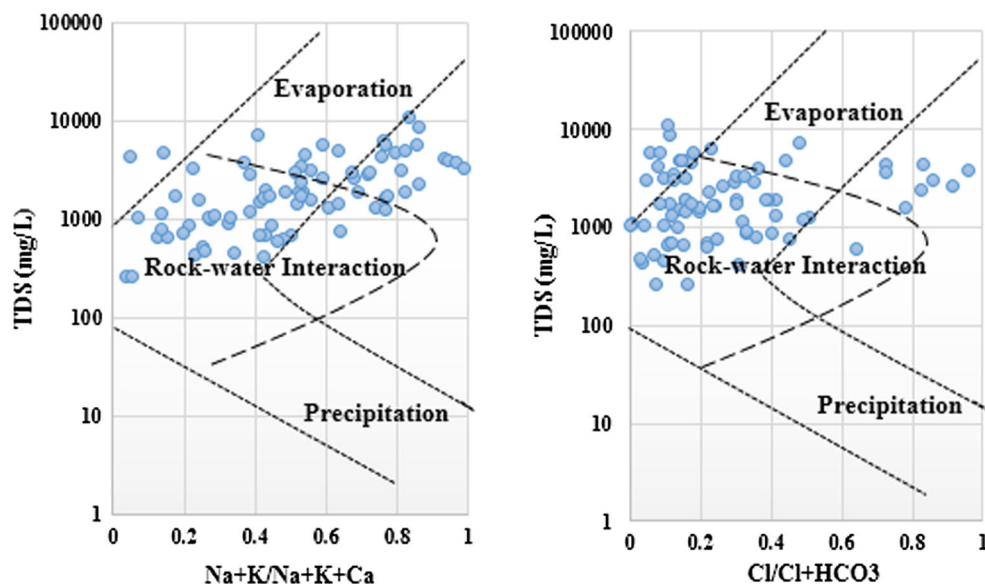 100000
10000
1000
100
10
1
TDS (mg/L)
Evaporation
Rock-water Interaction
Precipitation
0 0.2 0.4 0.6 0.8 1
Na+K/Na+K+Ca
100000
10000
1000
100
10
1
TDS (mg/L)
Evaporation
Rock-water Interaction
Precipitation
0 0.2 0.4 0.6 0.8 1
Cl/Cl+HCO3